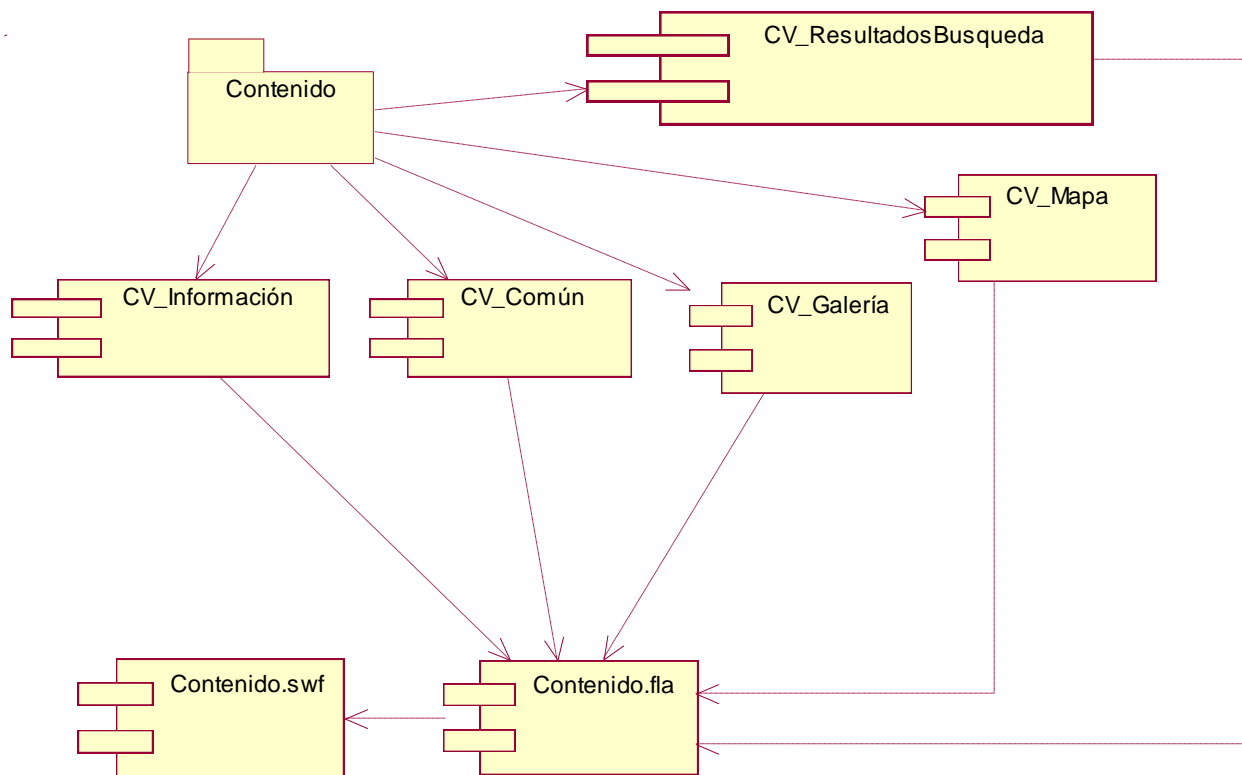 CV_ResultadosBusqueda
Contenido
CV_Mapa
CV_Información
CV_Común
CV_Galería
Contenido.swf
Contenido.fla